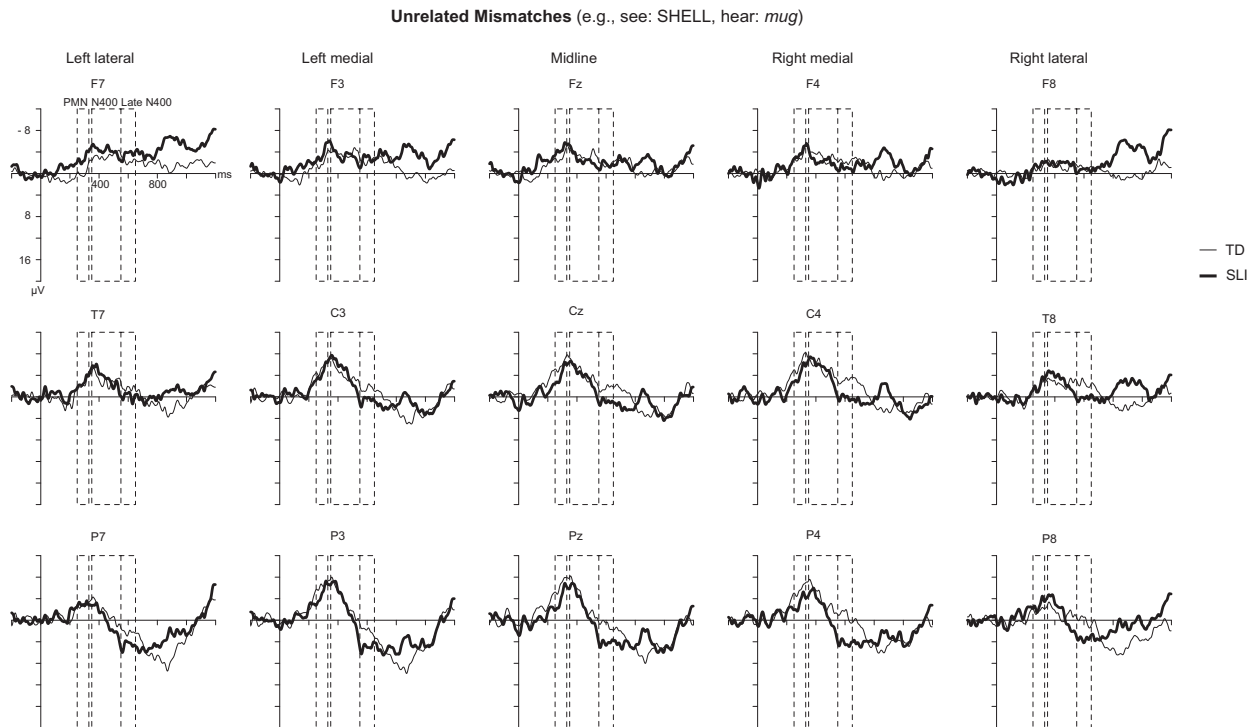 Unrelated Mismatches (e.g., see: SHELL, hear: mug)
Left lateral Left medial Midline Right medial Right lateral
F7 F3 Fz F4 F8
PMN N400 Late N400
- 8
400 800 ms
8
16
µV
TD
SLI
T7 C3 Cz C4 T8
P7 P3 Pz P4 P8